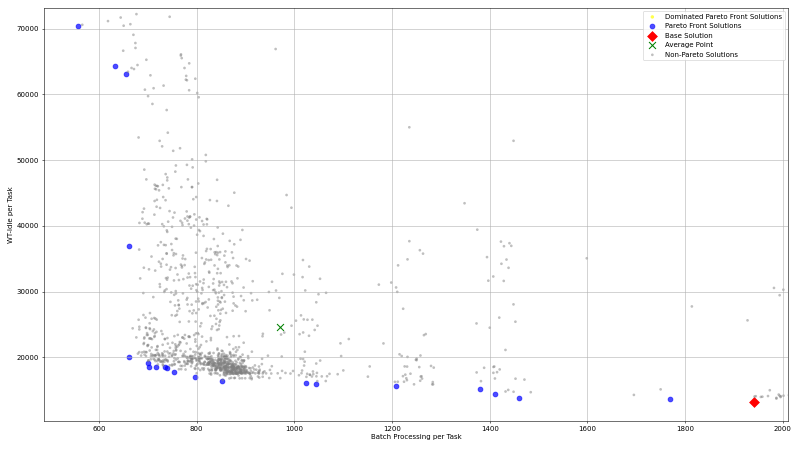 Dominated Pareto Front Solutions
Pareto Front Solutions
Base Solution
Average Point
Non-Pareto Solutions
70000
60000
50000
40000
30000
20000
WT-Idle per Task
600
800
1000
1200
1400
1600
1800
2000
Batch Processing per Task